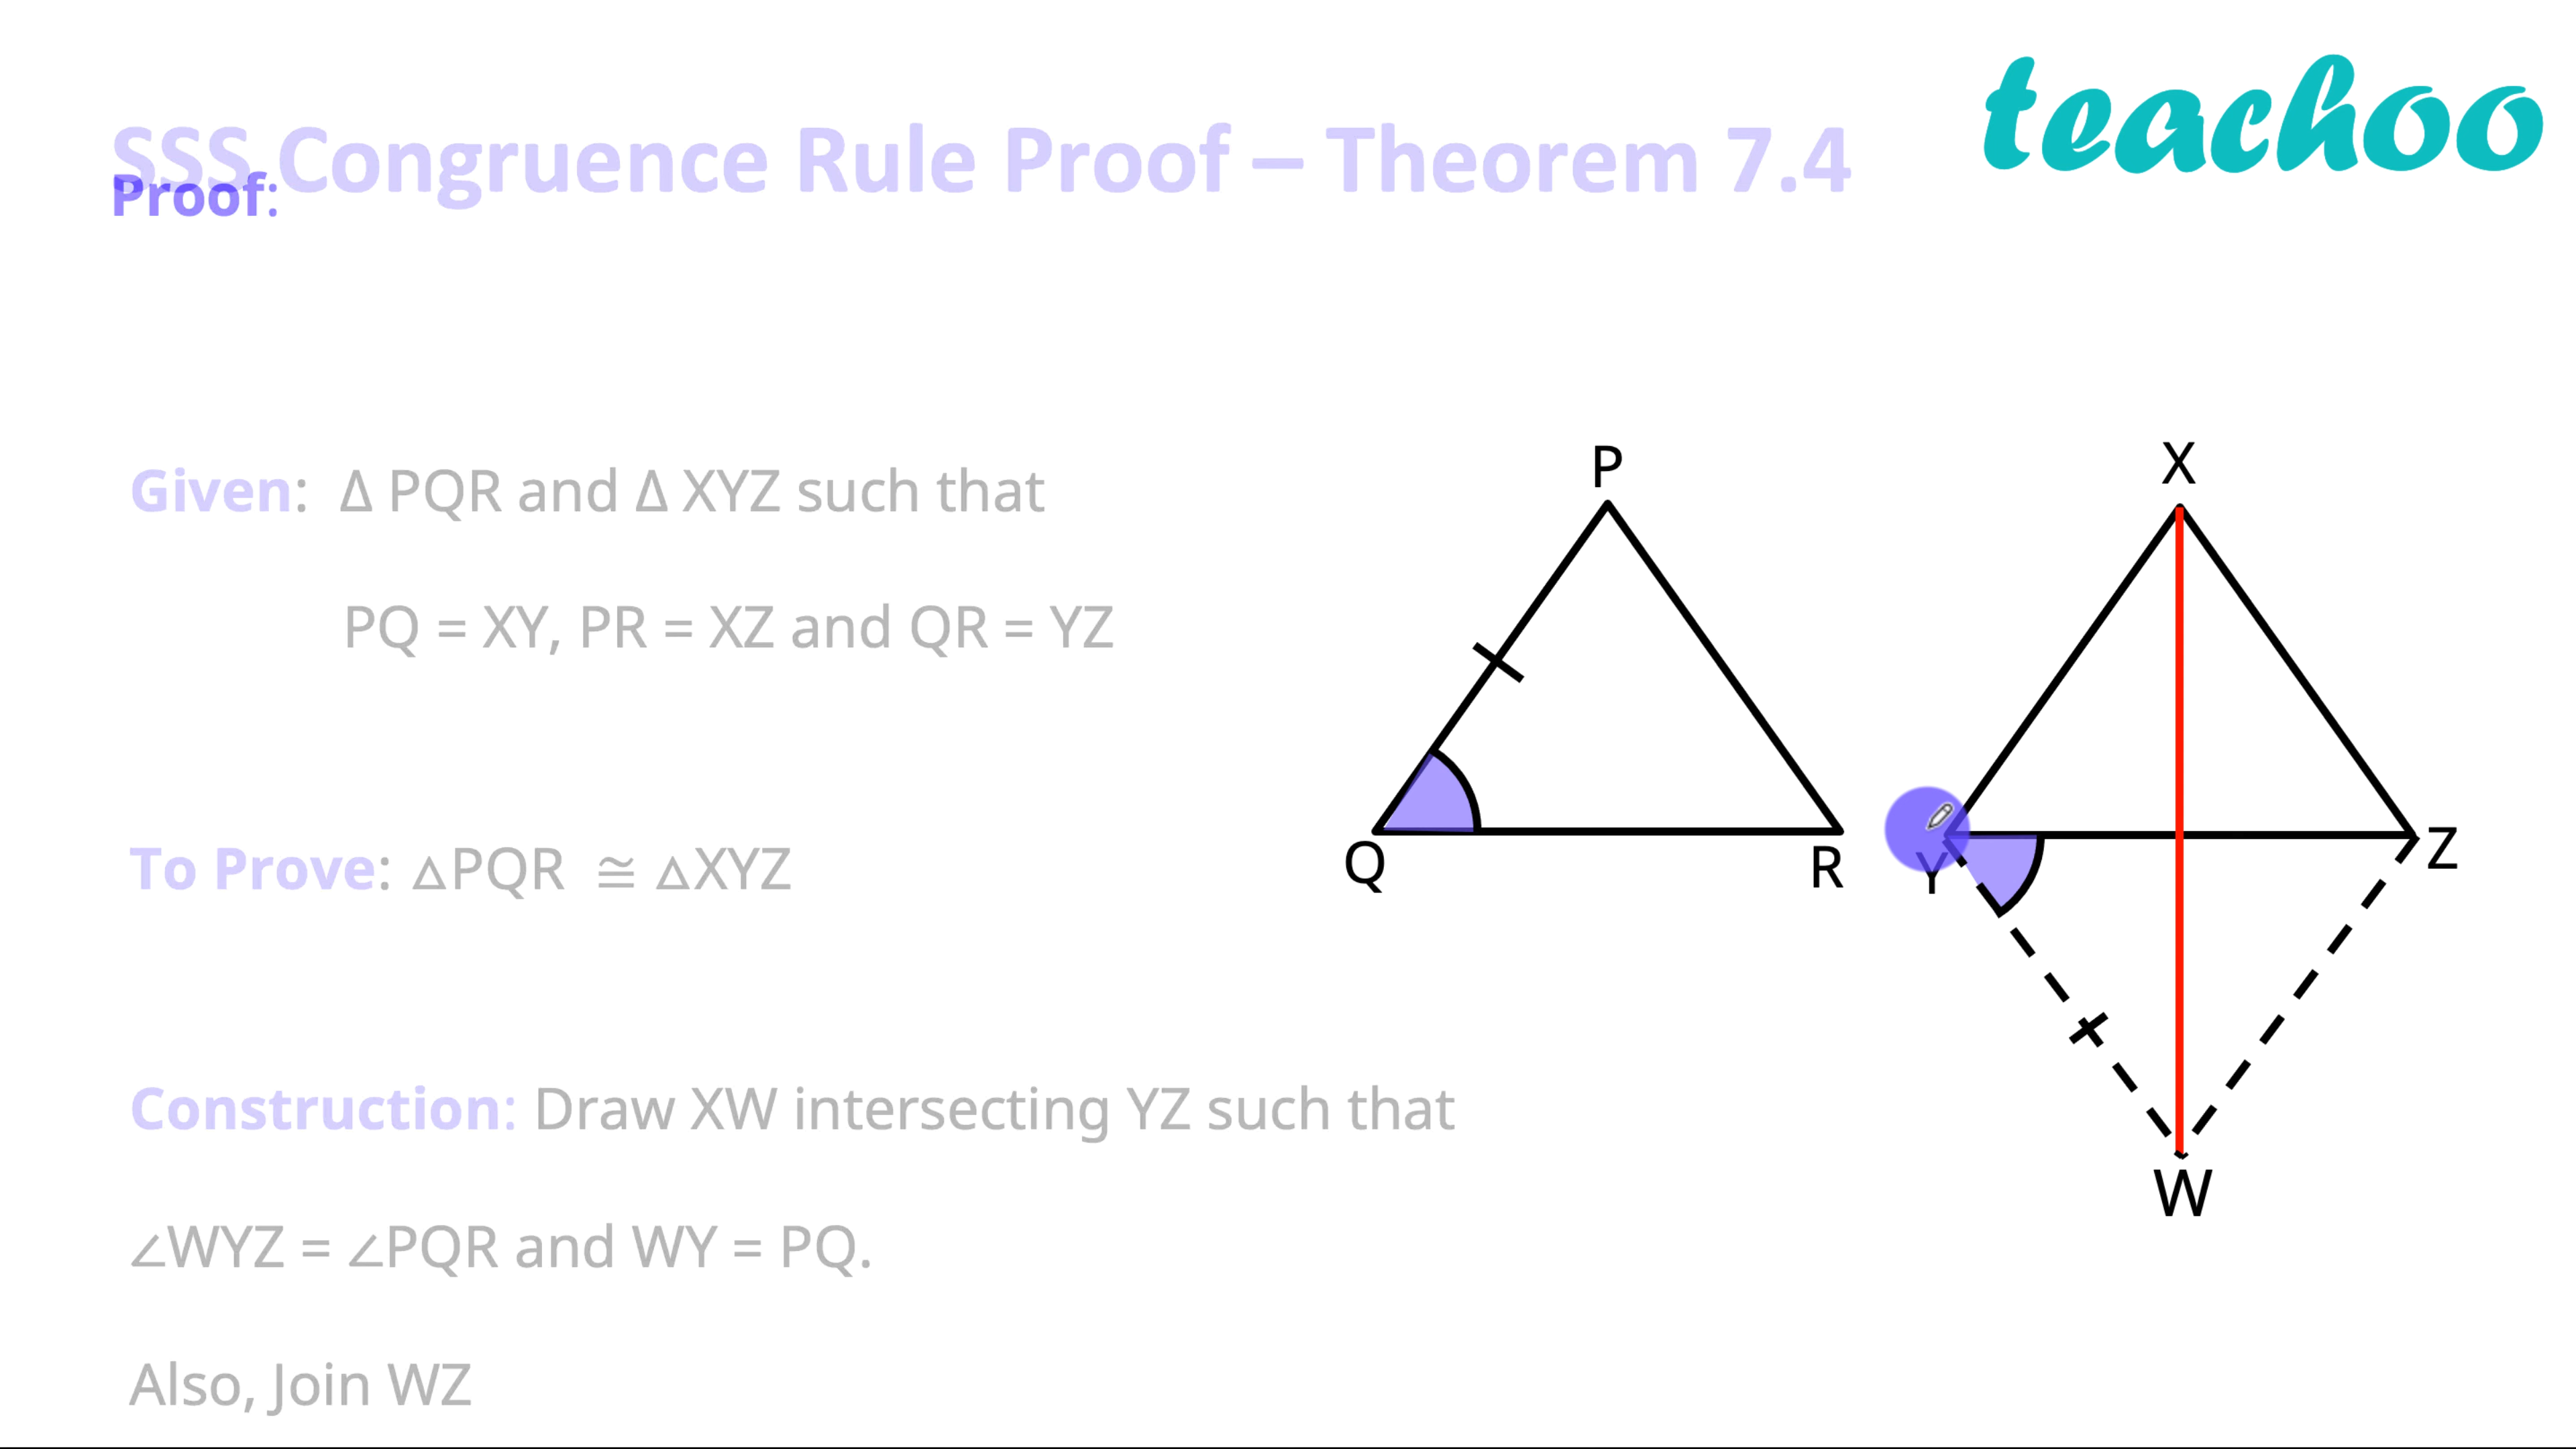 teachoo
SSS Congruence Rule Proof – Theorem 7.4
Proof:
Given: Δ PQR and Δ XYZ such that
PQ = XY, PR = XZ and QR = YZ
To Prove: △PQR ≅ △XYZ
Construction: Draw XW intersecting YZ such that
∠WYZ = ∠PQR and WY = PQ.
Also, Join WZ
P
Q
R
X
Y
Z
W